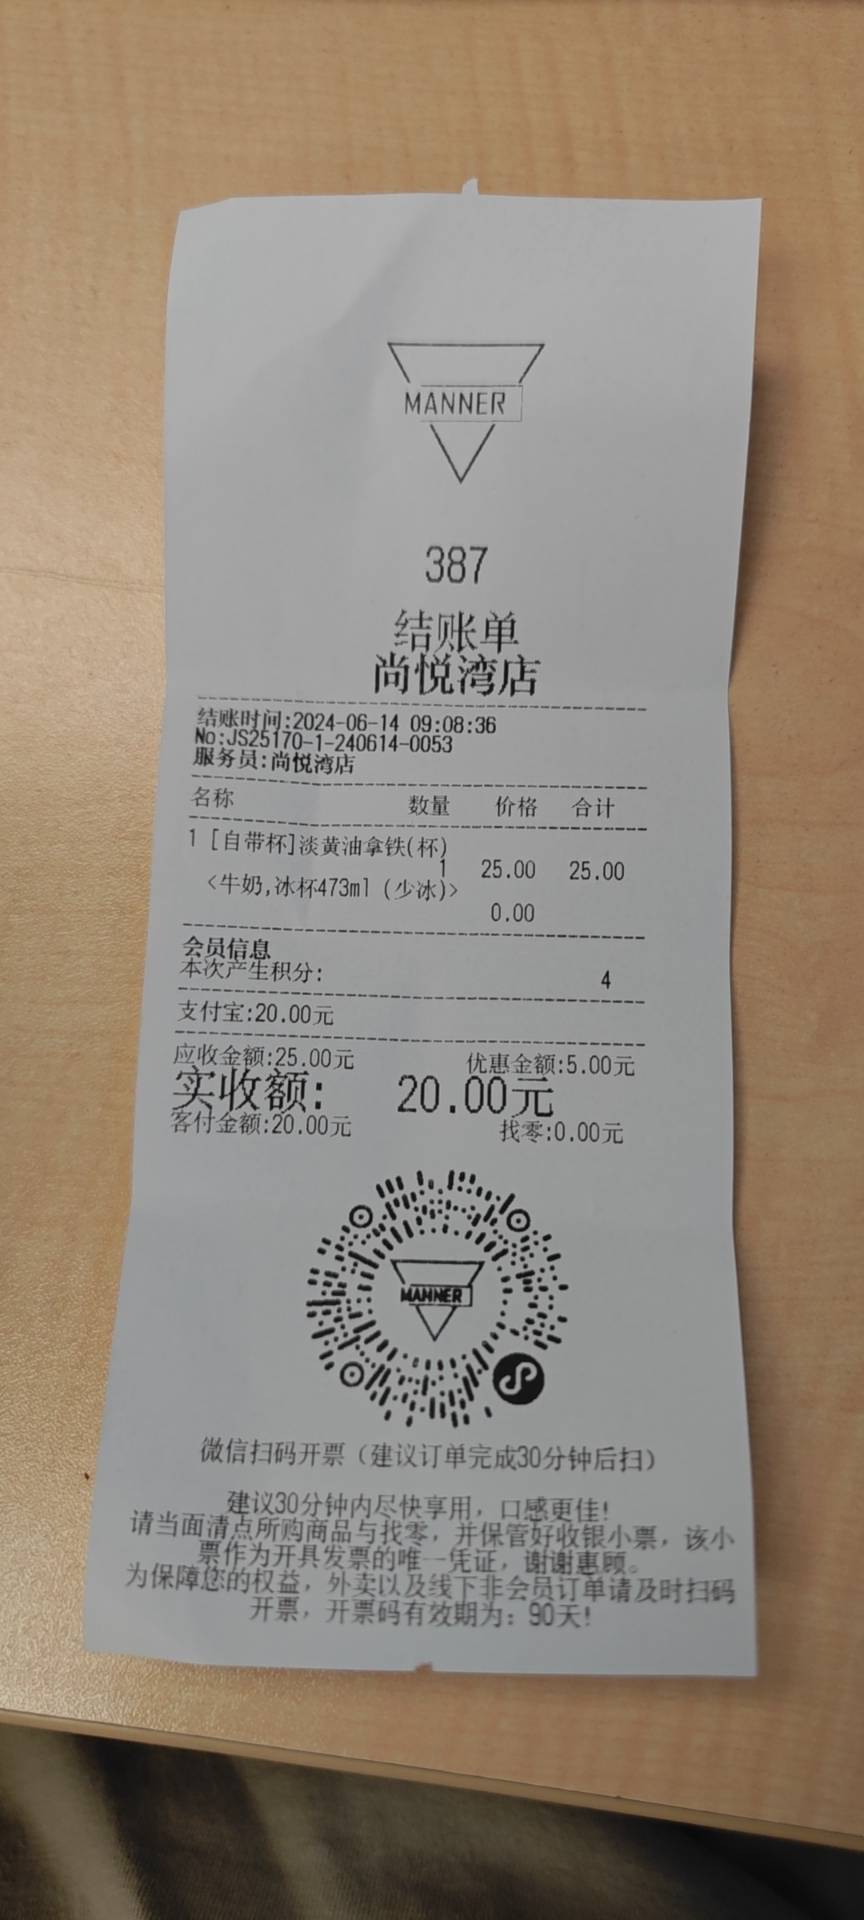 MANNER
387
结账单
尚悦湾店
结账时间:2024-06-14 09:08:36
No:JS25170-1-240614-0053
服务员:尚悦湾店
名称 数量 价格 合计
1 [自带杯]淡黄油拿铁(杯)
1 25.00 25.00
<牛奶,冰杯473ml (少冰)>
0.00
会员信息
本次产生积分: 4
支付宝:20.00元
应收金额:25.00元 优惠金额:5.00元
实收额: 20.00元
客付金额:20.00元 找零:0.00元
MANNER
微信扫码开票（建议订单完成30分钟后扫）
建议30分钟内尽快享用，口感更佳!
请当面清点所购商品与找零，并保管好收银小票，该小
票作为开具发票的唯一凭证，谢谢惠顾。
为保障您的权益，外卖以及线下非会员订单请及时扫码
开票，开票码有效期为：90天!